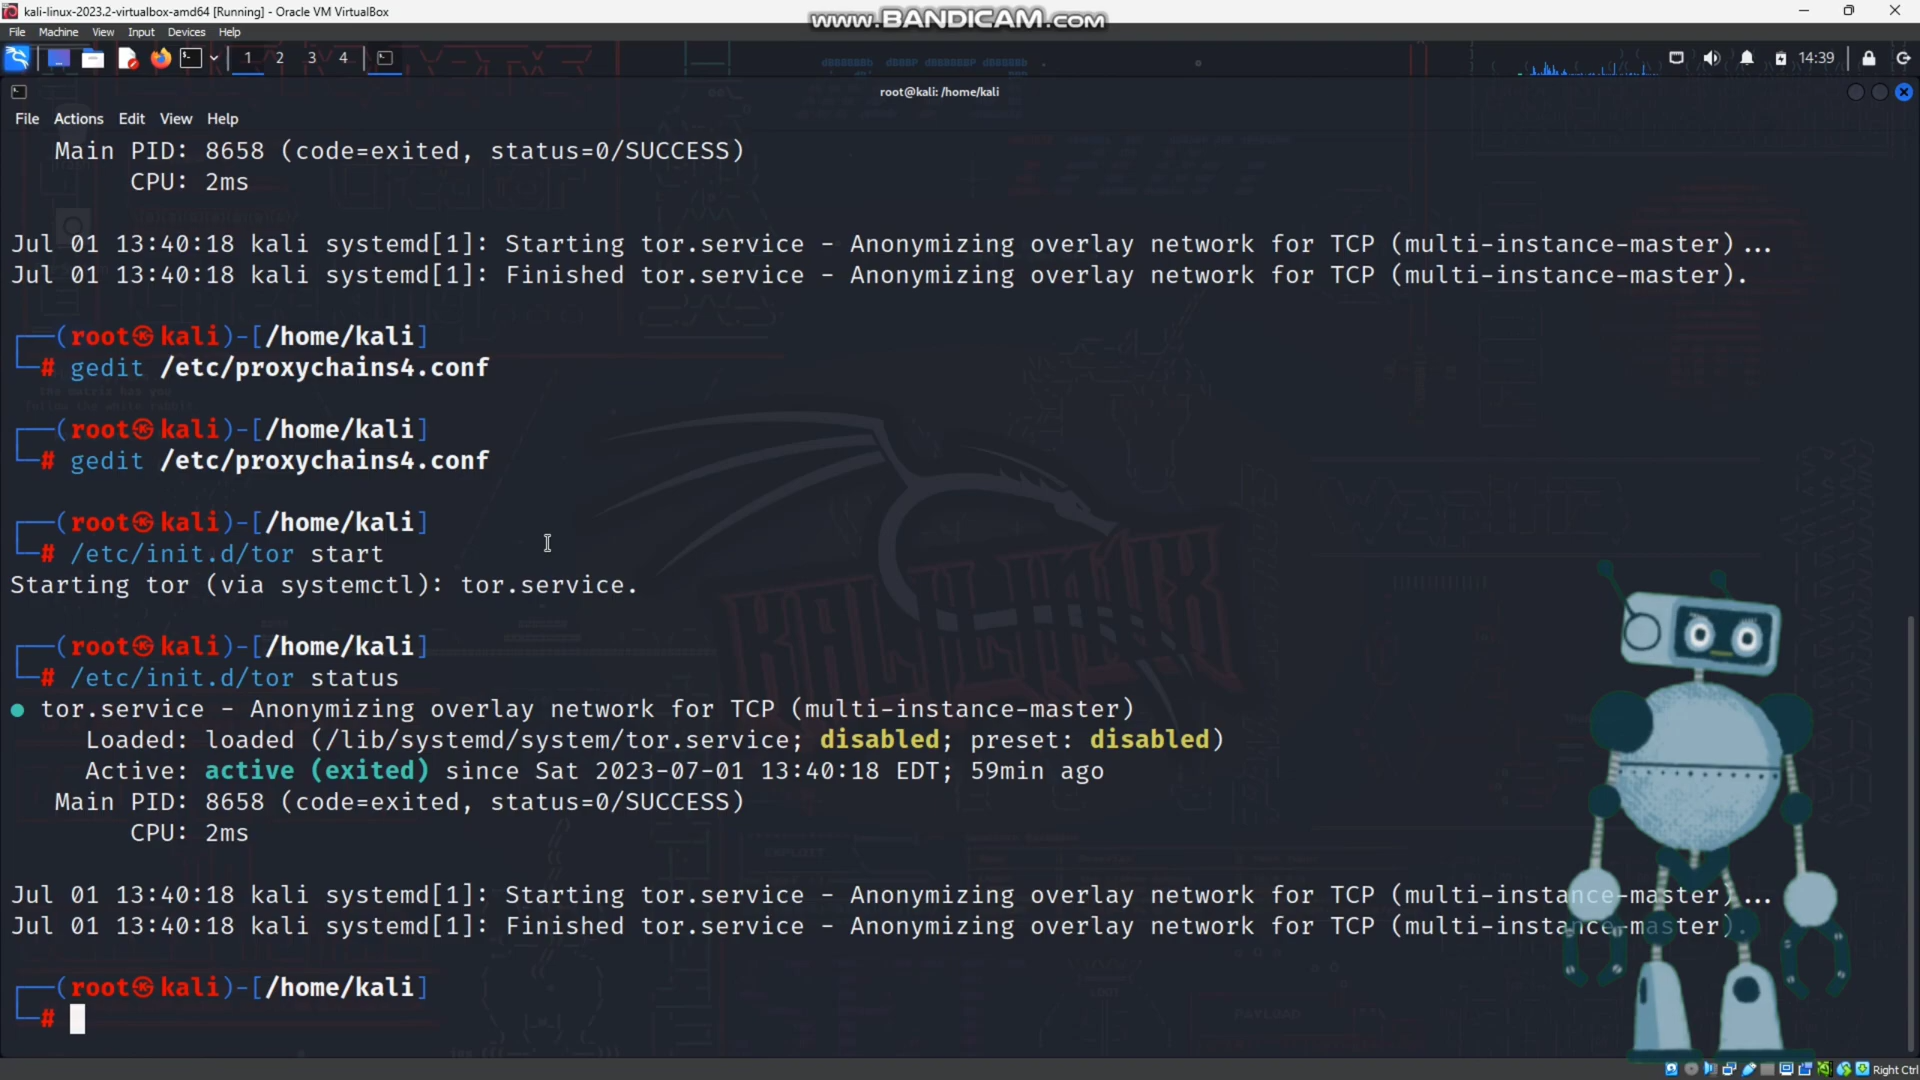 kali-linux-2023.2-virtualbox-amd64 [Running] - Oracle VM VirtualBox
www.BANDICAM.com
File Machine View Input Devices Help
1 2 3 4
14:39
root@kali: /home/kali
File Actions Edit View Help
Main PID: 8658 (code=exited, status=0/SUCCESS)
CPU: 2ms
Jul 01 13:40:18 kali systemd[1]: Starting tor.service - Anonymizing overlay network for TCP (multi-instance-master)...
Jul 01 13:40:18 kali systemd[1]: Finished tor.service - Anonymizing overlay network for TCP (multi-instance-master).
┌──(root㉿kali)-[/home/kali]
└─# gedit /etc/proxychains4.conf
┌──(root㉿kali)-[/home/kali]
└─# gedit /etc/proxychains4.conf
┌──(root㉿kali)-[/home/kali]
└─# /etc/init.d/tor start
Starting tor (via systemctl): tor.service.
┌──(root㉿kali)-[/home/kali]
└─# /etc/init.d/tor status
● tor.service - Anonymizing overlay network for TCP (multi-instance-master)
Loaded: loaded (/lib/systemd/system/tor.service; disabled; preset: disabled)
Active: active (exited) since Sat 2023-07-01 13:40:18 EDT; 59min ago
Main PID: 8658 (code=exited, status=0/SUCCESS)
CPU: 2ms
Jul 01 13:40:18 kali systemd[1]: Starting tor.service - Anonymizing overlay network for TCP (multi-instance-master)...
Jul 01 13:40:18 kali systemd[1]: Finished tor.service - Anonymizing overlay network for TCP (multi-instance-master).
┌──(root㉿kali)-[/home/kali]
└─#
KALI LINUX
EXPLOIT
PAYLOAD
Right Ctrl